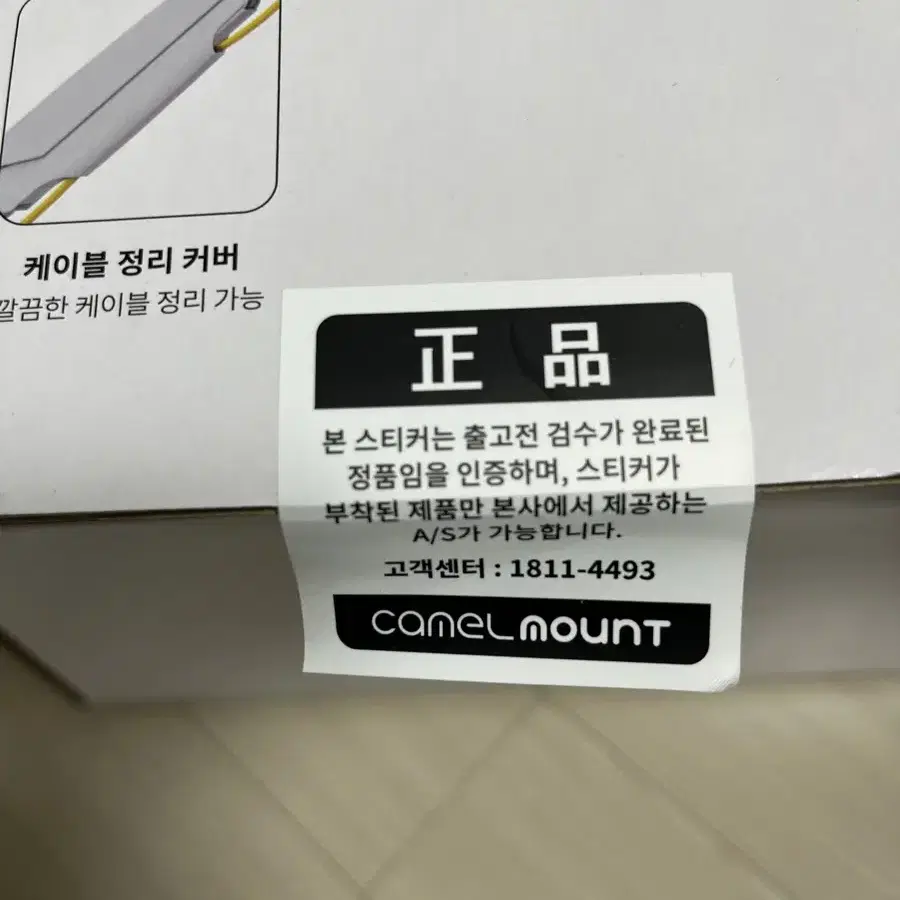 케이블 정리 커버
깔끔한 케이블 정리 가능
正品
본 스티커는 출고전 검수가 완료된
정품임을 인증하며, 스티커가
부착된 제품만 본사에서 제공하는
A/S가 가능합니다.
고객센터 : 1811-4493
camel mount